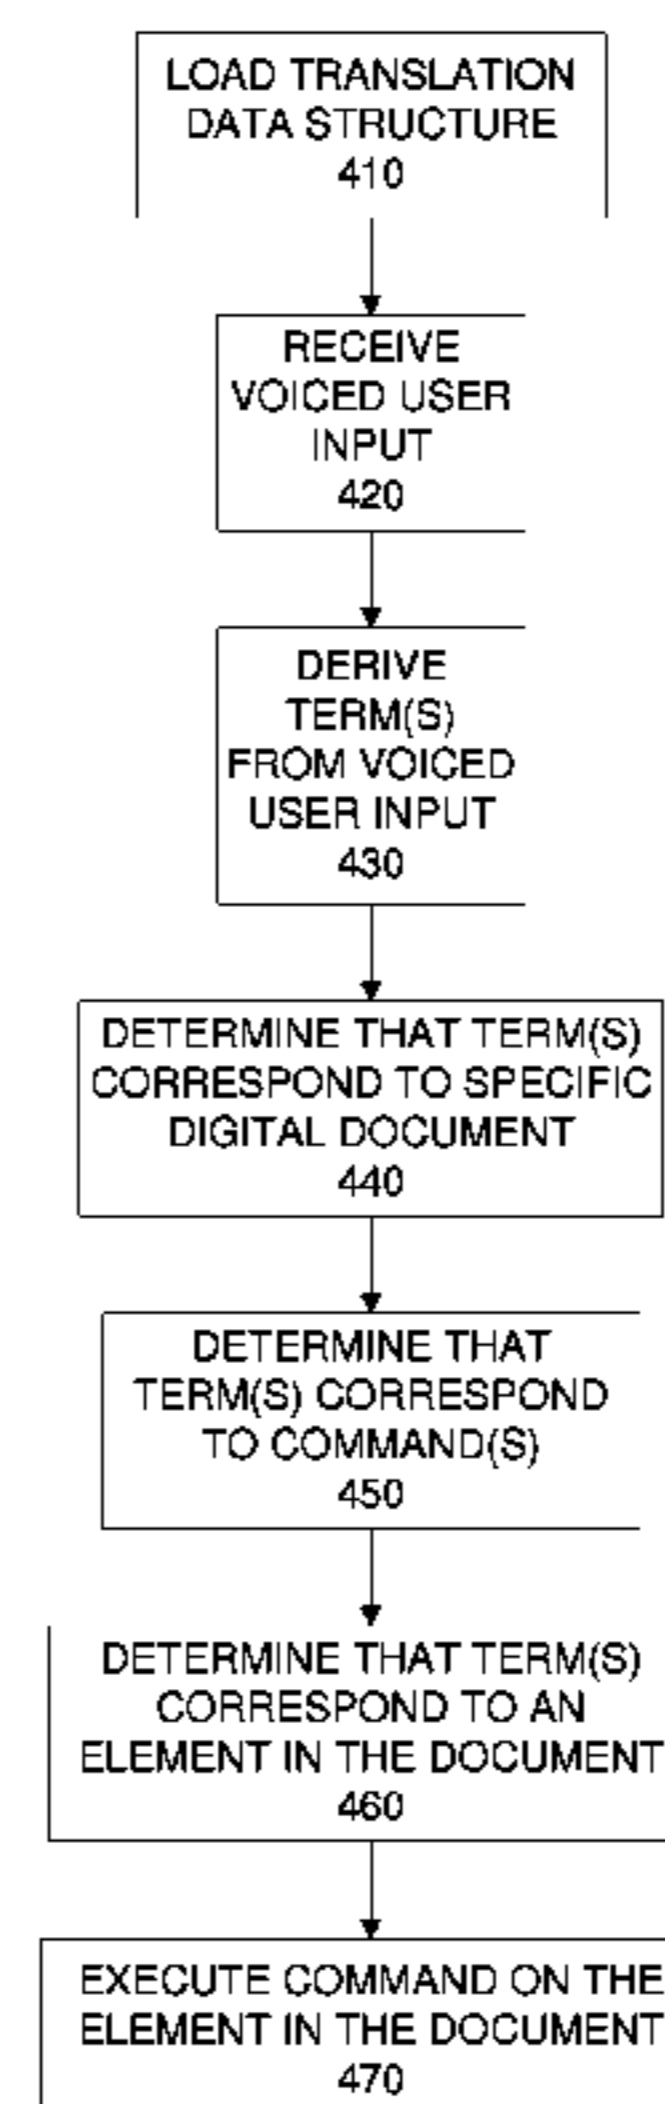 LOAD TRANSLATION
DATA STRUCTURE
410
RECEIVE
VOICED USER
INPUT
420
DERIVE
TERM(S)
FROM VOICED
USER INPUT
430
DETERMINE THAT TERM(S)
CORRESPOND TO SPECIFIC
DIGITAL DOCUMENT
440
DETERMINE THAT
TERM(S) CORRESPOND
TO COMMAND(S)
450
DETERMINE THAT TERM(S)
CORRESPOND TO AN
ELEMENT IN THE DOCUMENT
460
EXECUTE COMMAND ON THE
ELEMENT IN THE DOCUMENT
470